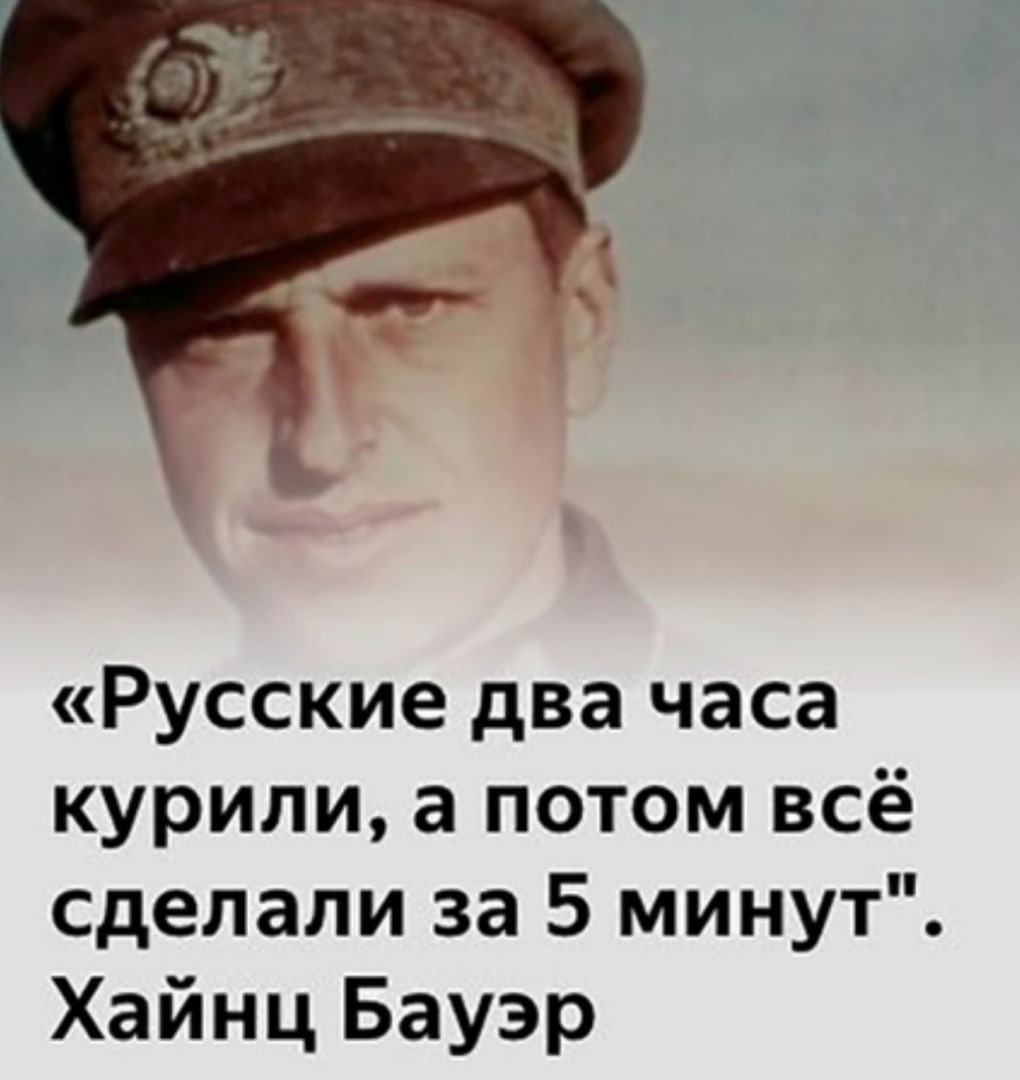 «Русские два часа
курили, а потом всё
сделали за 5 минут".
Хайнц Бауэр